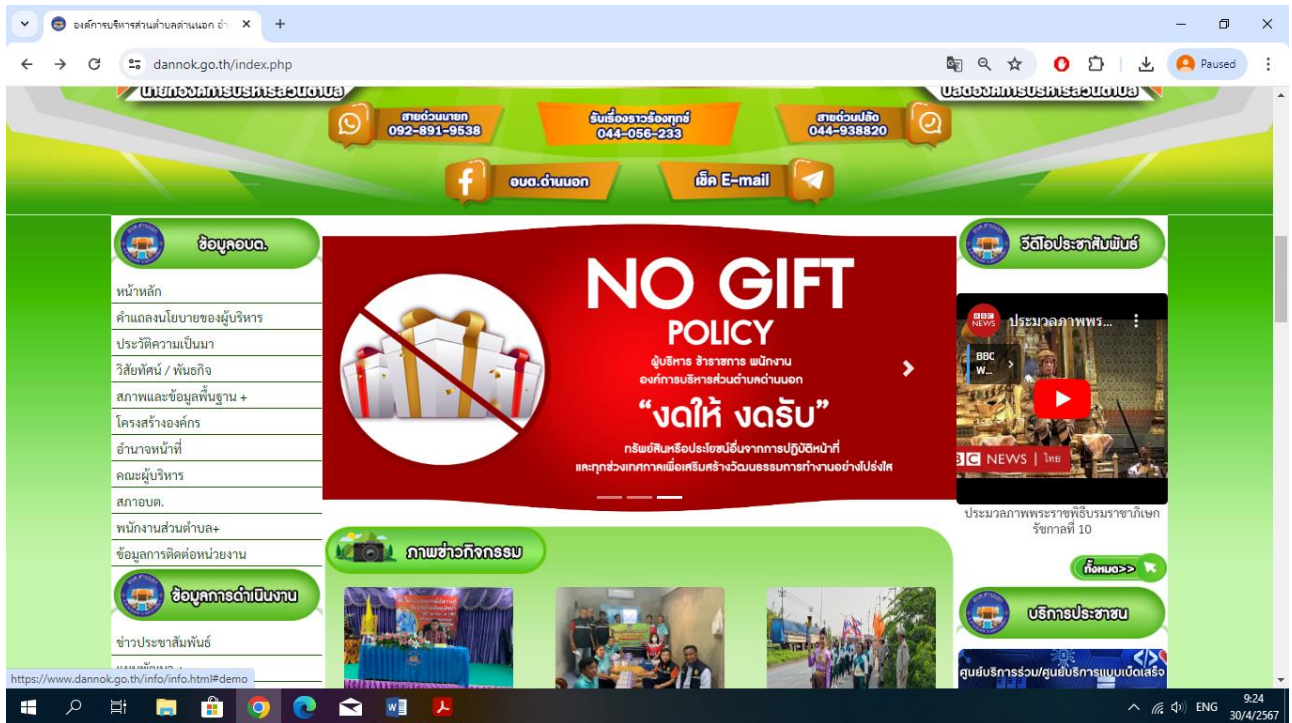 องค์การบริหารส่วนตำบลด่านนอก อำ
dannok.go.th/index.php
Paused
นายกองค์การบริหารส่วนตำบล
ปลัดองค์การบริหารส่วนตำบล
สายด่วนนายก
092-891-9538
รับเรื่องราวร้องทุกข์
044-056-233
สายด่วนปลัด
044-938820
อบต.ด่านนอก
เช็ค E-mail
ข้อมูลอบต.
หน้าหลัก
คำแถลงนโยบายของผู้บริหาร
ประวัติความเป็นมา
วิสัยทัศน์ / พันธกิจ
สภาพและข้อมูลพื้นฐาน +
โครงสร้างองค์กร
อำนาจหน้าที่
คณะผู้บริหาร
สภาอบต.
พนักงานส่วนตำบล+
ข้อมูลการติดต่อหน่วยงาน
ข้อมูลการดำเนินงาน
ข่าวประชาสัมพันธ์
NO GIFT
POLICY
ผู้บริหาร ข้าราชการ พนักงาน
องค์การบริหารส่วนตำบลด่านนอก
“งดให้ งดรับ”
ทรัพย์สินหรือประโยชน์อื่นจากการปฏิบัติหน้าที่
และทุกช่วงเทศกาลเพื่อเสริมสร้างวัฒนธรรมการทำงานอย่างโปร่งใส
ภาพข่าวกิจกรรม
วีดีโอประชาสัมพันธ์
BBC
NEWS
ประมวลภาพพร...
BBC
W...
BBC NEWS | ไทย
ประมวลภาพพระราชพิธีบรมราชาภิเษก
รัชกาลที่ 10
ทั้งหมด>>
บริการประชาชน
ศูนย์บริการร่วม/ศูนย์บริการแบบเบ็ดเสร็จ
https://www.dannok.go.th/info/info.html#demo
ENG
9:24
30/4/2567